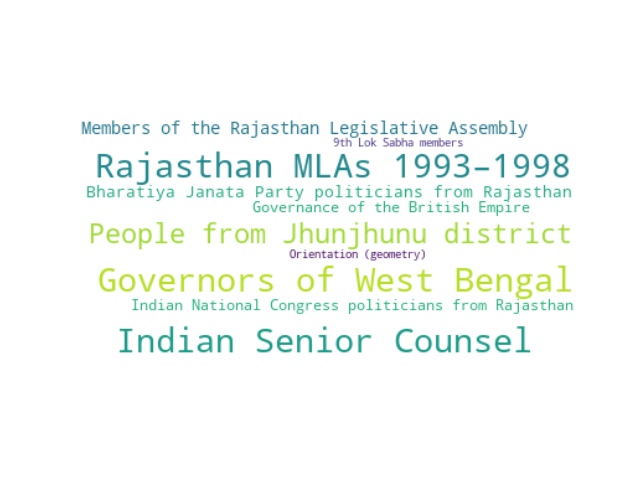 Members of the Rajasthan Legislative Assembly
9th Lok Sabha members
Rajasthan MLAs 1993–1998
Bharatiya Janata Party politicians from Rajasthan
Governance of the British Empire
People from Jhunjhunu district
Orientation (geometry)
Governors of West Bengal
Indian National Congress politicians from Rajasthan
Indian Senior Counsel